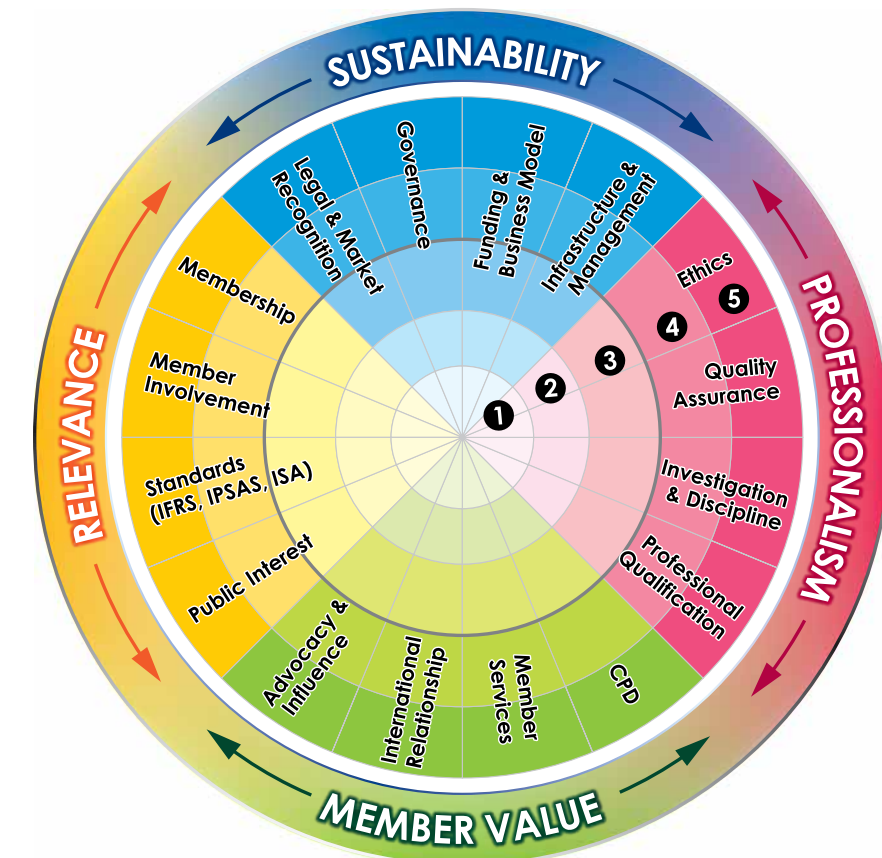 SUSTAINABILITY
Legal & Market
Recognition
Governance
Funding &
Business Model
Infrastructure &
Management
PROFESSIONALISM
Ethics
Quality
Assurance
Investigation
& Discipline
Professional
Qualification
1
2
3
4
5
RELEVANCE
Membership
Member
Involvement
Standards
(IFRS, IPSAS, ISA)
Public Interest
Advocacy &
Influence
International
Relationship
Member
Services
CPD
MEMBER VALUE